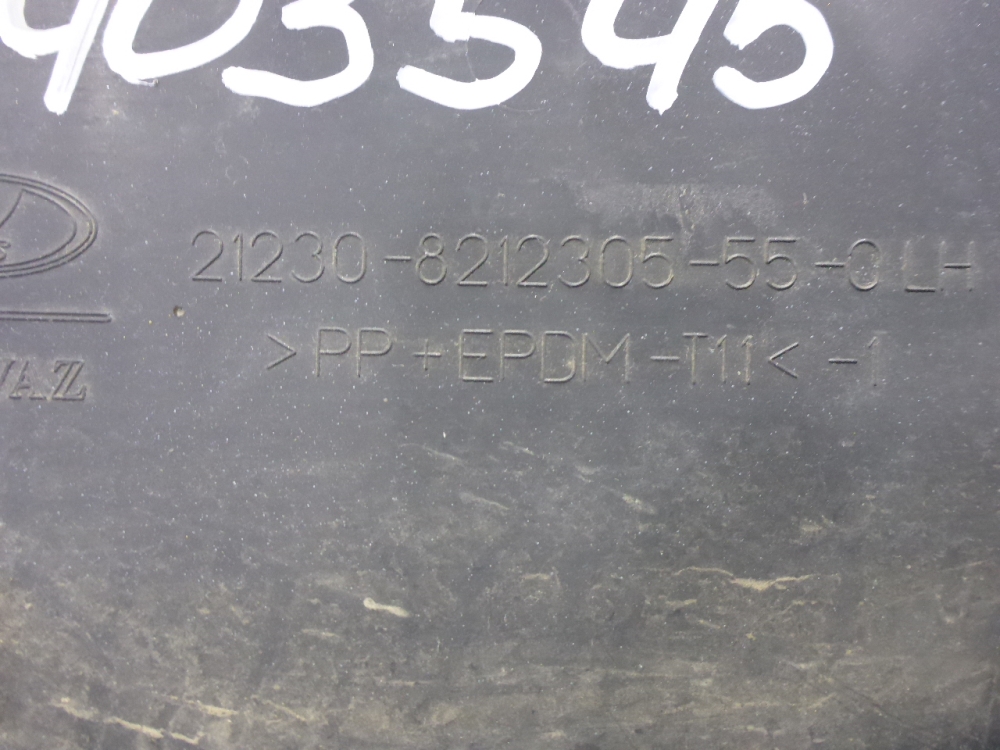 403545
21230-8212305-55-0 LH
>PP+EPDM-T11< -1
VAZ